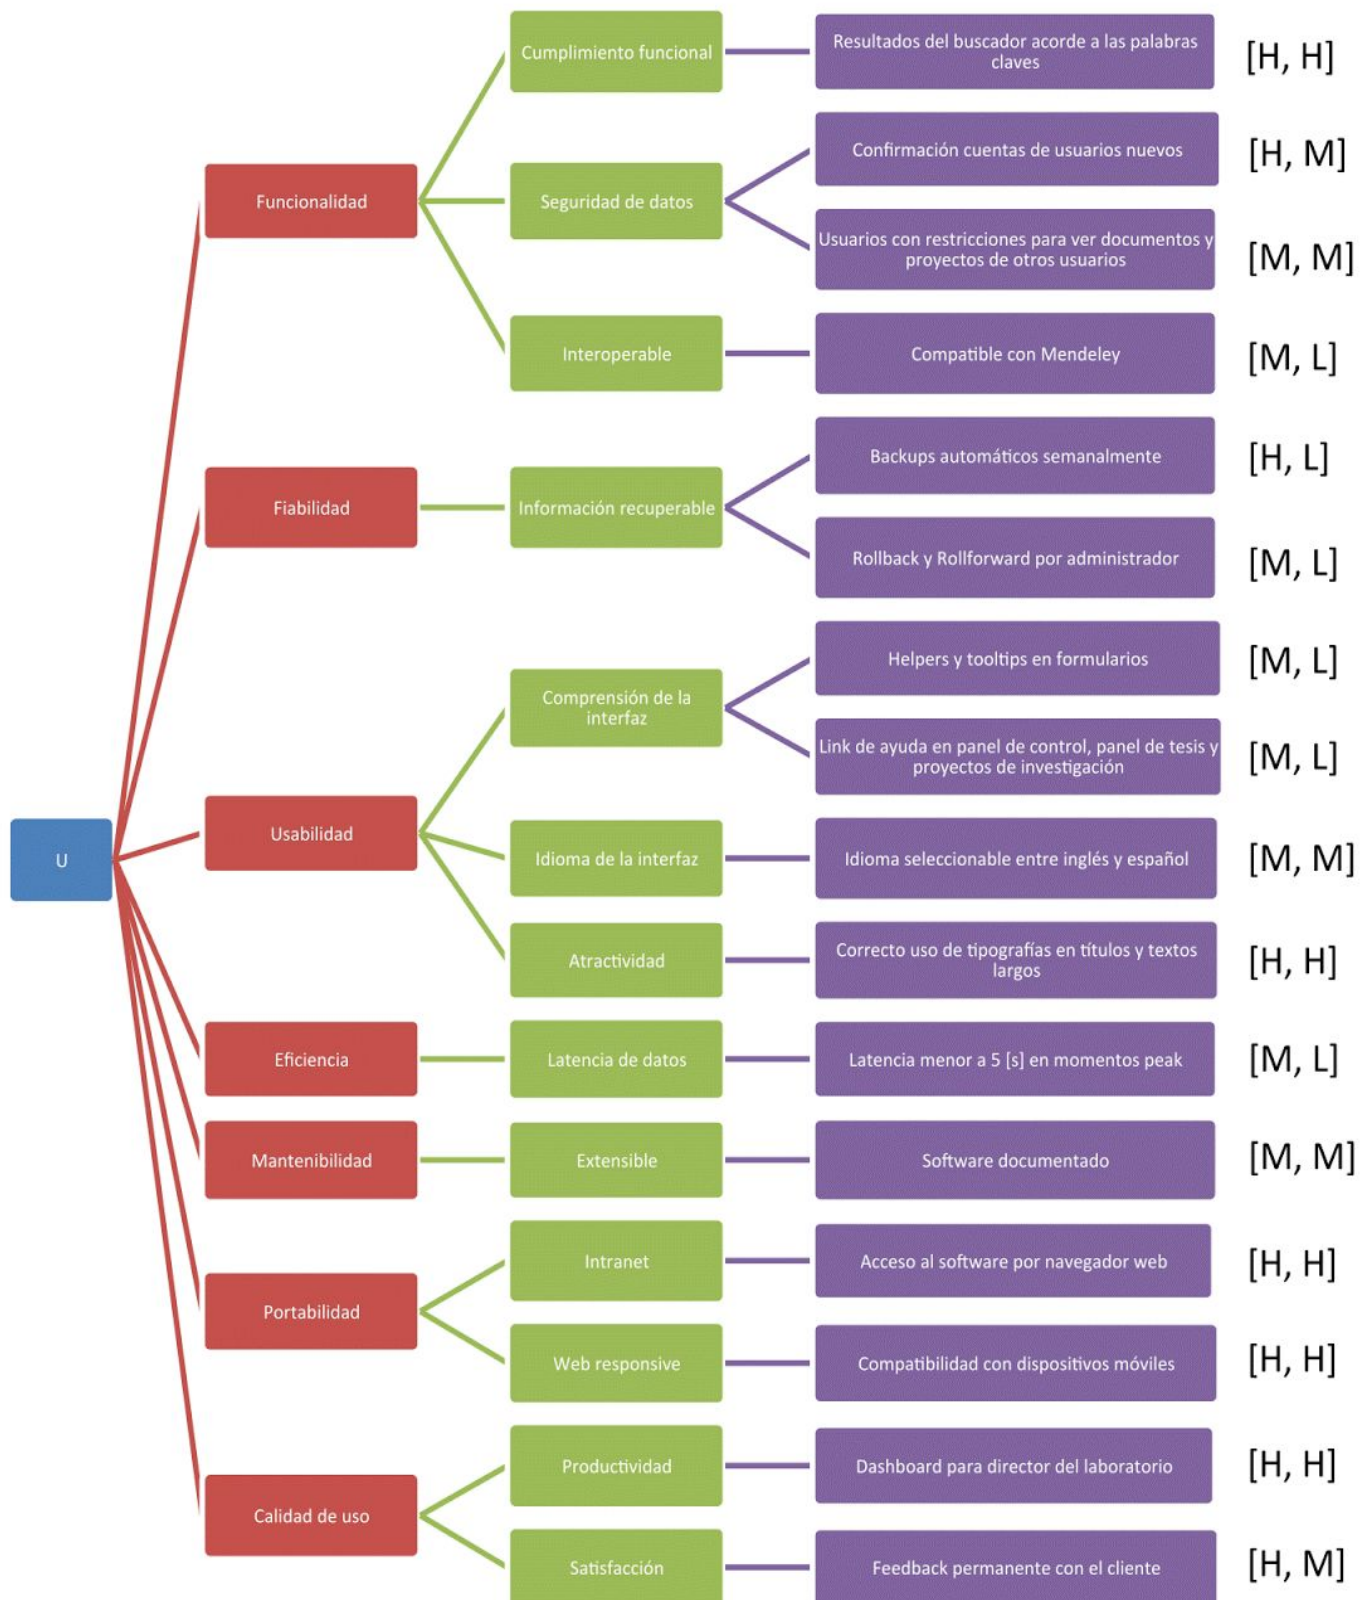 U
Funcionalidad
Cumplimiento funcional
Resultados del buscador acorde a las palabras
claves
[H, H]
Seguridad de datos
Confirmación cuentas de usuarios nuevos
[H, M]
Usuarios con restricciones para ver documentos y
proyectos de otros usuarios
[M, M]
Interoperable
Compatible con Mendeley
[M, L]
Fiabilidad
Información recuperable
Backups automáticos semanalmente
[H, L]
Rollback y Rollforward por administrador
[M, L]
Usabilidad
Comprensión de la
interfaz
Helpers y tooltips en formularios
[M, L]
Link de ayuda en panel de control, panel de tesis y
proyectos de investigación
[M, L]
Idioma de la interfaz
Idioma seleccionable entre inglés y español
[M, M]
Atractividad
Correcto uso de tipografías en títulos y textos
largos
[H, H]
Eficiencia
Latencia de datos
Latencia menor a 5 [s] en momentos peak
[M, L]
Mantenibilidad
Extensible
Software documentado
[M, M]
Portabilidad
Intranet
Acceso al software por navegador web
[H, H]
Web responsive
Compatibilidad con dispositivos móviles
[H, H]
Calidad de uso
Productividad
Dashboard para director del laboratorio
[H, H]
Satisfacción
Feedback permanente con el cliente
[H, M]